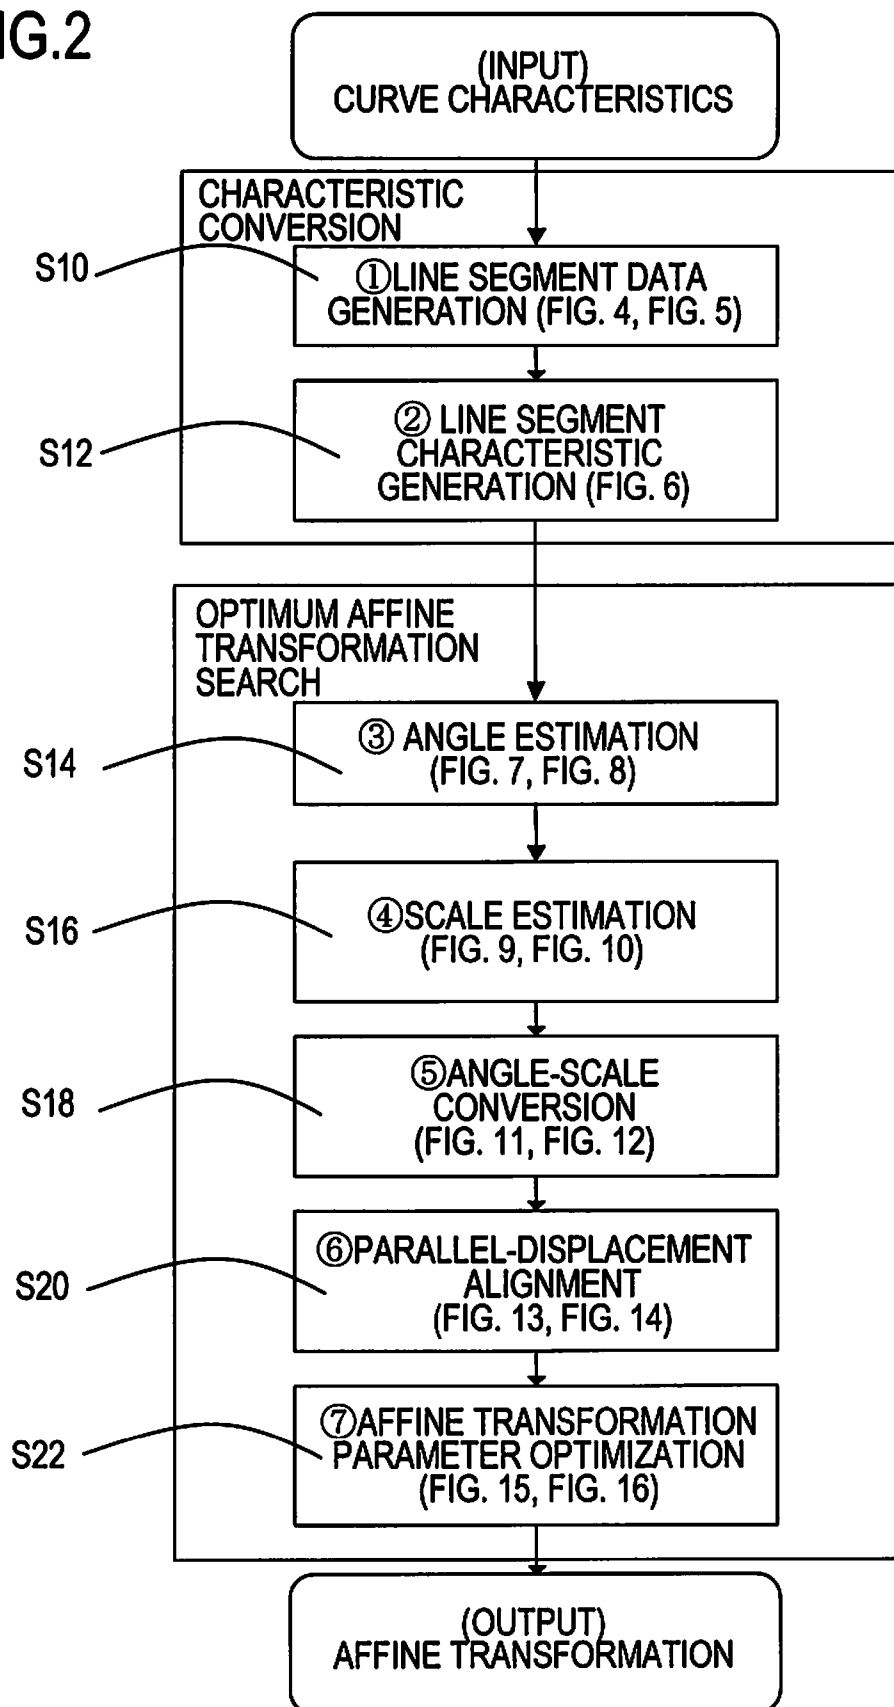 IG.2
(INPUT)
CURVE CHARACTERISTICS
CHARACTERISTIC
CONVERSION
S10
①LINE SEGMENT DATA
GENERATION (FIG. 4, FIG. 5)
S12
② LINE SEGMENT
CHARACTERISTIC
GENERATION (FIG. 6)
OPTIMUM AFFINE
TRANSFORMATION
SEARCH
S14
③ ANGLE ESTIMATION
(FIG. 7, FIG. 8)
S16
④SCALE ESTIMATION
(FIG. 9, FIG. 10)
S18
⑤ANGLE-SCALE
CONVERSION
(FIG. 11, FIG. 12)
S20
⑥PARALLEL-DISPLACEMENT
ALIGNMENT
(FIG. 13, FIG. 14)
S22
⑦AFFINE TRANSFORMATION
PARAMETER OPTIMIZATION
(FIG. 15, FIG. 16)
(OUTPUT)
AFFINE TRANSFORMATION